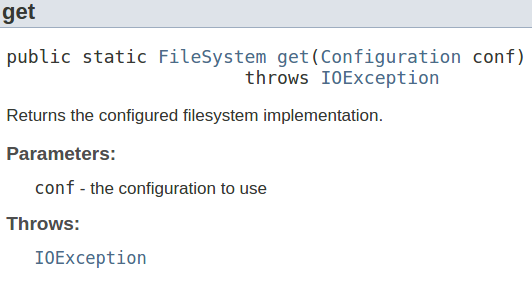 get
public static FileSystem get(Configuration conf)
throws IOException
Returns the configured filesystem implementation.
Parameters:
conf - the configuration to use
Throws:
IOException